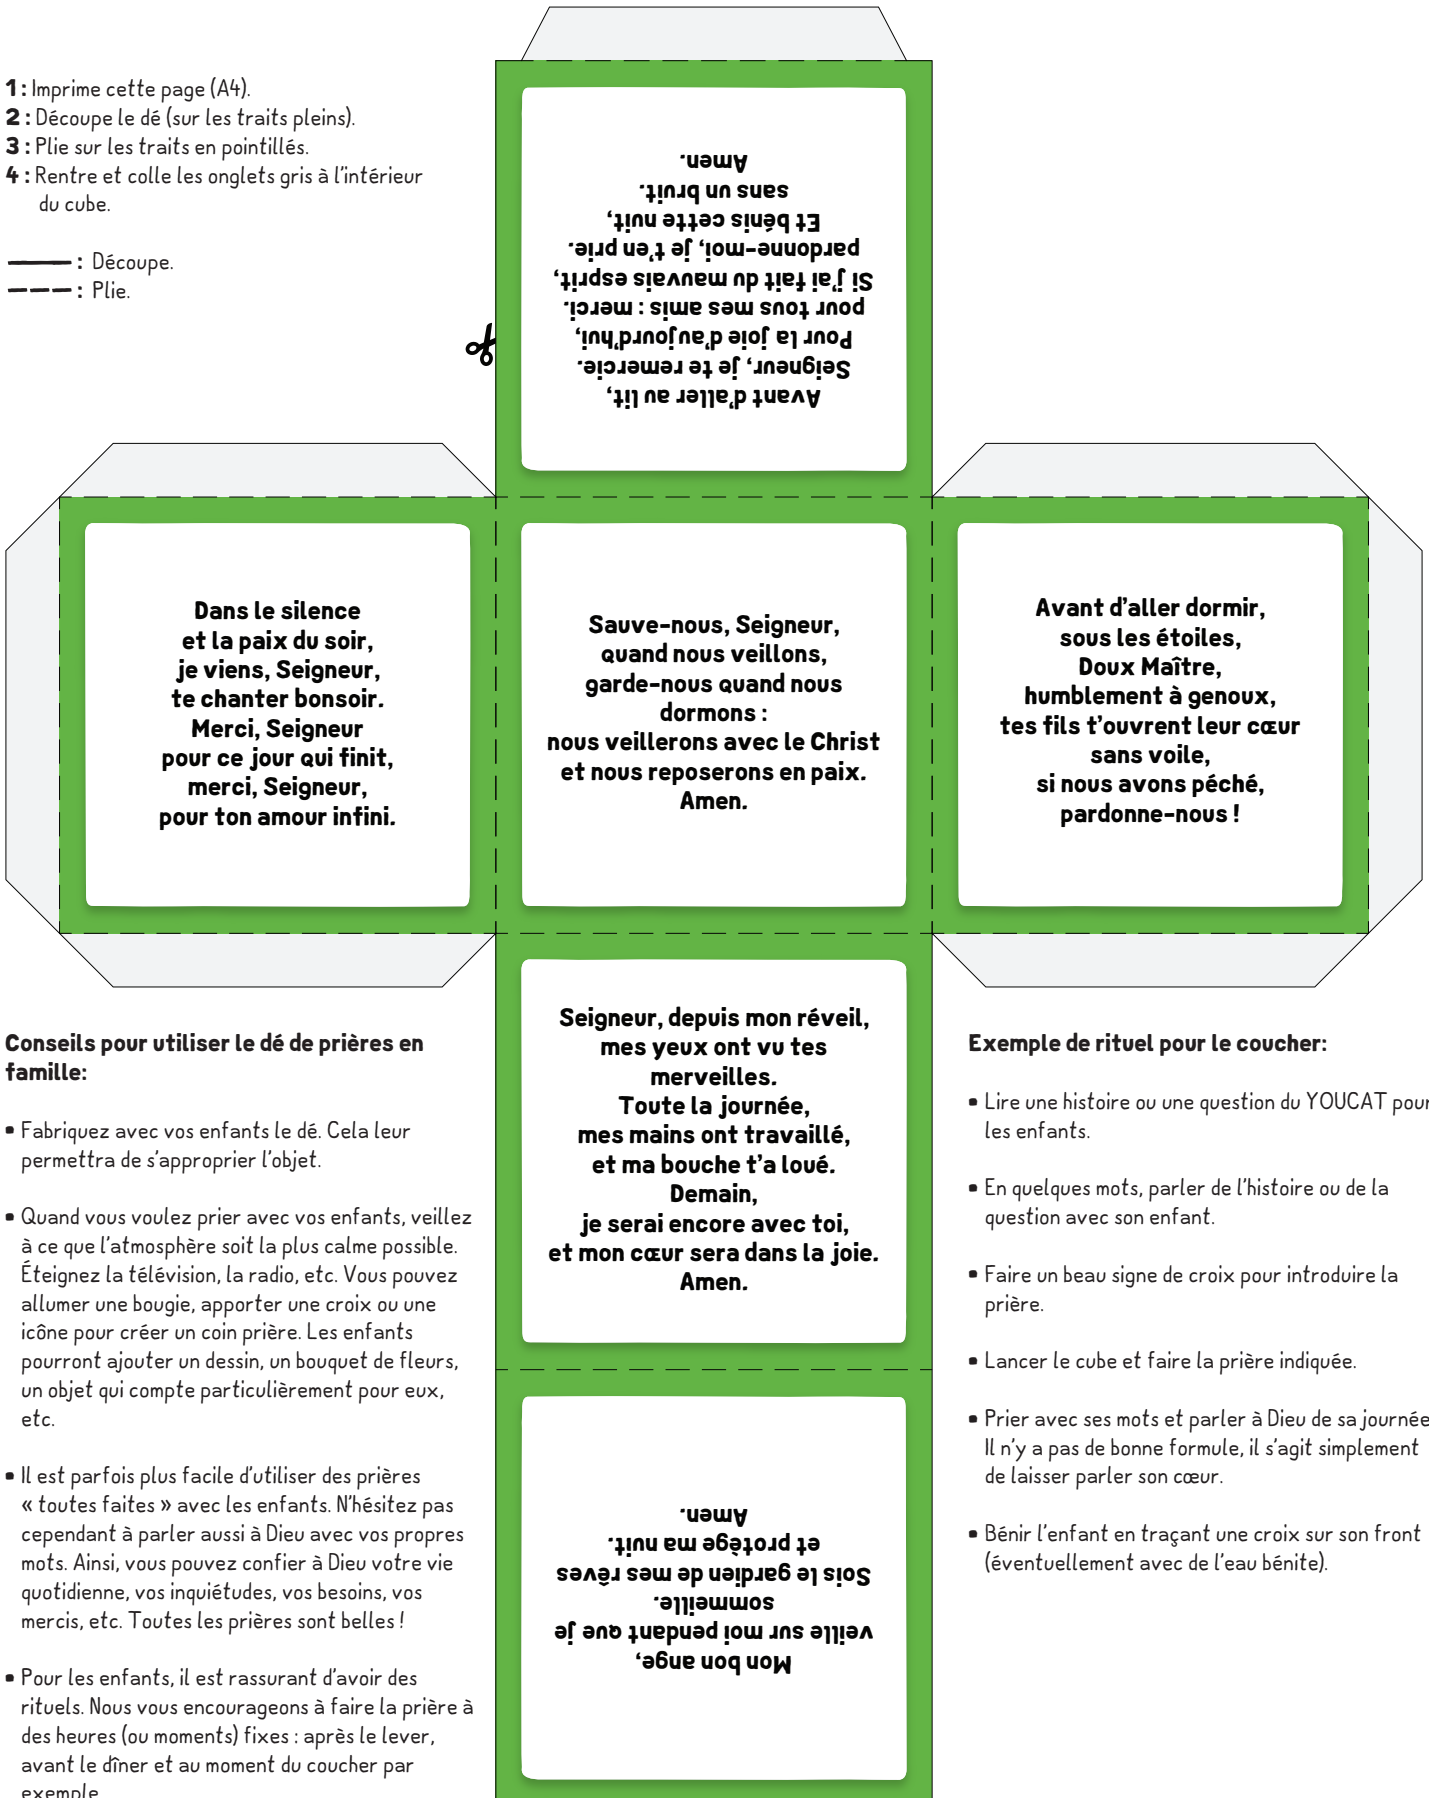 1 : Imprime cette page (A4).
2 : Découpe le dé (sur les traits pleins).
3 : Plie sur les traits en pointillés.
4 : Rentre et colle les onglets gris à l'intérieur
du cube.
: Découpe.
: Plie.
Avant d'aller au lit,
Seigneur, je te remercie.
Pour la joie d'aujourd'hui,
pour tous mes amis : merci.
Si j'ai fait du mauvais esprit,
pardonne-moi, je t'en prie.
Et bénis cette nuit,
sans un bruit.
Amen.
Dans le silence
et la paix du soir,
je viens, Seigneur,
te chanter bonsoir.
Merci, Seigneur
pour ce jour qui finit,
merci, Seigneur,
pour ton amour infini.
Sauve-nous, Seigneur,
quand nous veillons,
garde-nous quand nous
dormons :
nous veillerons avec le Christ
et nous reposerons en paix.
Amen.
Avant d'aller dormir,
sous les étoiles,
Doux Maître,
humblement à genoux,
tes fils t'ouvrent leur cœur
sans voile,
si nous avons péché,
pardonne-nous !
Seigneur, depuis mon réveil,
mes yeux ont vu tes
merveilles.
Toute la journée,
mes mains ont travaillé,
et ma bouche t'a loué.
Demain,
je serai encore avec toi,
et mon cœur sera dans la joie.
Amen.
Mon bon ange,
veille sur moi pendant que je
sommeille.
Sois le gardien de mes rêves
et protège ma nuit.
Amen.
Conseils pour utiliser le dé de prières en
famille:
▪ Fabriquez avec vos enfants le dé. Cela leur
permettra de s'approprier l'objet.
▪ Quand vous voulez prier avec vos enfants, veillez
à ce que l'atmosphère soit la plus calme possible.
Éteignez la télévision, la radio, etc. Vous pouvez
allumer une bougie, apporter une croix ou une
icône pour créer un coin prière. Les enfants
pourront ajouter un dessin, un bouquet de fleurs,
un objet qui compte particulièrement pour eux,
etc.
▪ Il est parfois plus facile d'utiliser des prières
« toutes faites » avec les enfants. N'hésitez pas
cependant à parler aussi à Dieu avec vos propres
mots. Ainsi, vous pouvez confier à Dieu votre vie
quotidienne, vos inquiétudes, vos besoins, vos
mercis, etc. Toutes les prières sont belles !
▪ Pour les enfants, il est rassurant d'avoir des
rituels. Nous vous encourageons à faire la prière à
des heures (ou moments) fixes : après le lever,
avant le dîner et au moment du coucher par
exemple
Exemple de rituel pour le coucher:
▪ Lire une histoire ou une question du YOUCAT pour
les enfants.
▪ En quelques mots, parler de l'histoire ou de la
question avec son enfant.
▪ Faire un beau signe de croix pour introduire la
prière.
▪ Lancer le cube et faire la prière indiquée.
▪ Prier avec ses mots et parler à Dieu de sa journée
Il n'y a pas de bonne formule, il s'agit simplement
de laisser parler son cœur.
▪ Bénir l'enfant en traçant une croix sur son front
(éventuellement avec de l'eau bénite).